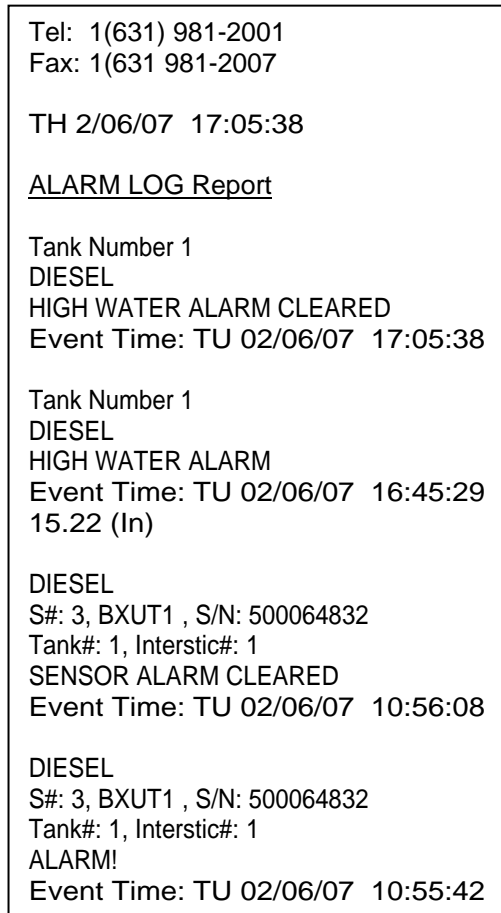 Tel:  1(631) 981-2001
Fax: 1(631 981-2007
TH 2/06/07  17:05:38
ALARM LOG Report
Tank Number 1
DIESEL
HIGH WATER ALARM CLEARED
Event Time: TU 02/06/07  17:05:38
Tank Number 1
DIESEL
HIGH WATER ALARM
Event Time: TU 02/06/07  16:45:29
15.22 (In)
DIESEL
S#: 3, BXUT1 , S/N: 500064832
Tank#: 1, Interstic#: 1
SENSOR ALARM CLEARED
Event Time: TU 02/06/07  10:56:08
DIESEL
S#: 3, BXUT1 , S/N: 500064832
Tank#: 1, Interstic#: 1
ALARM!
Event Time: TU 02/06/07  10:55:42